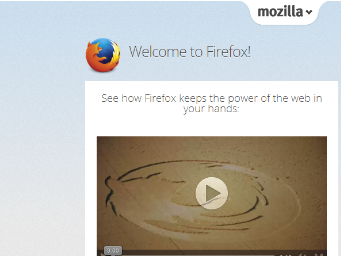 mozilla
Welcome to Firefox!
See how Firefox keeps the power of the web in
your hands:
0:00